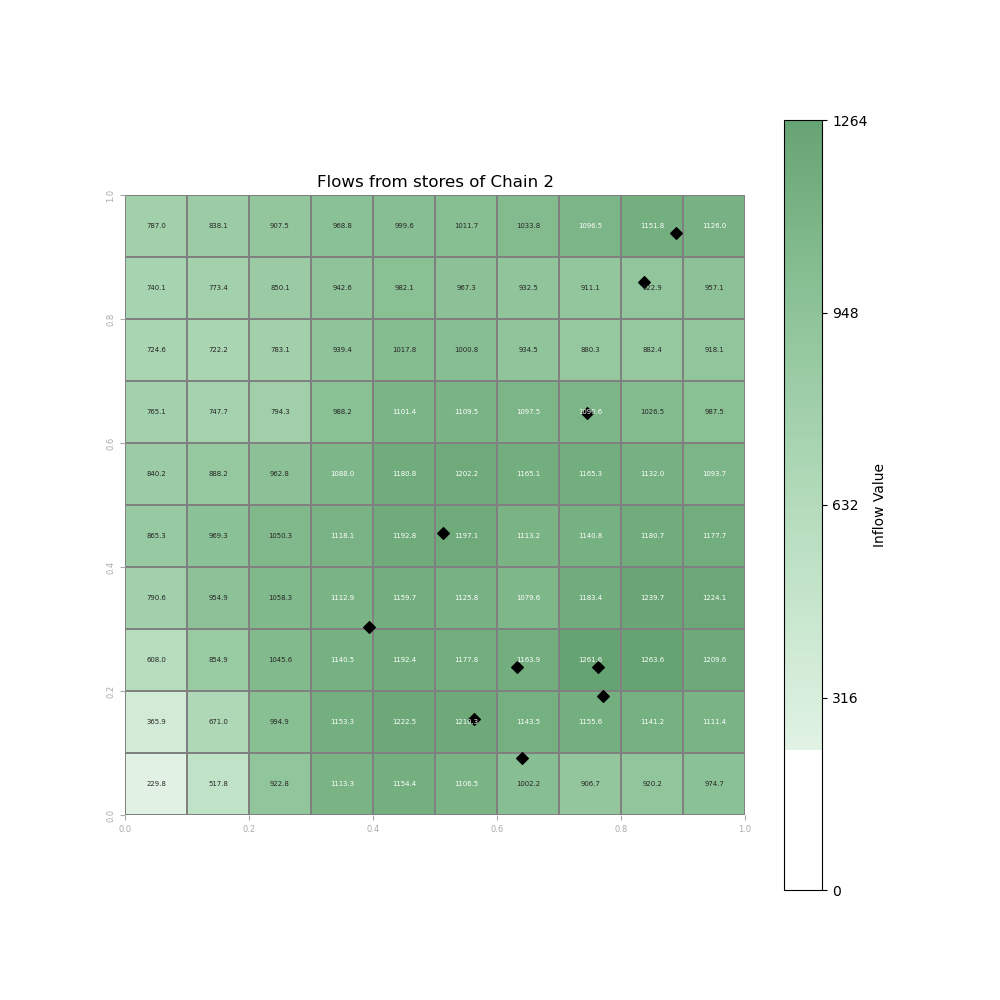 Flows from stores of Chain 2
1.0
787.0 838.1 907.5 968.8 999.6 1011.7 1033.8 1096.5 1151.8 1126.0
740.1 773.4 850.1 942.6 982.1 967.3 932.5 911.1 957.1
0.8
724.6 722.2 783.1 939.4 1017.8 1000.8 934.5 880.3 882.4 918.1
765.1 747.7 794.3 988.2 1101.4 1109.5 1097.5 1026.5 987.5
0.6
840.2 888.2 962.8 1088.0 1180.8 1202.2 1165.1 1165.3 1132.0 1093.7
865.3 969.3 1050.3 1118.1 1192.8 1197.1 1113.2 1140.8 1180.7 1177.7
0.4
790.6 954.9 1058.3 1112.9 1159.7 1125.8 1079.6 1183.4 1239.7 1224.1
608.0 854.9 1045.6 1140.5 1192.4 1177.8 1163.9 1261.6 1263.6 1209.6
0.2
365.9 671.0 994.9 1153.3 1222.5 1143.5 1155.6 1141.2 1111.4
229.8 517.8 922.8 1113.3 1154.4 1106.5 1002.2 906.7 920.2 974.7
0.0
0.0 0.2 0.4 0.6 0.8 1.0
1264
948
632
316
0
Inflow Value